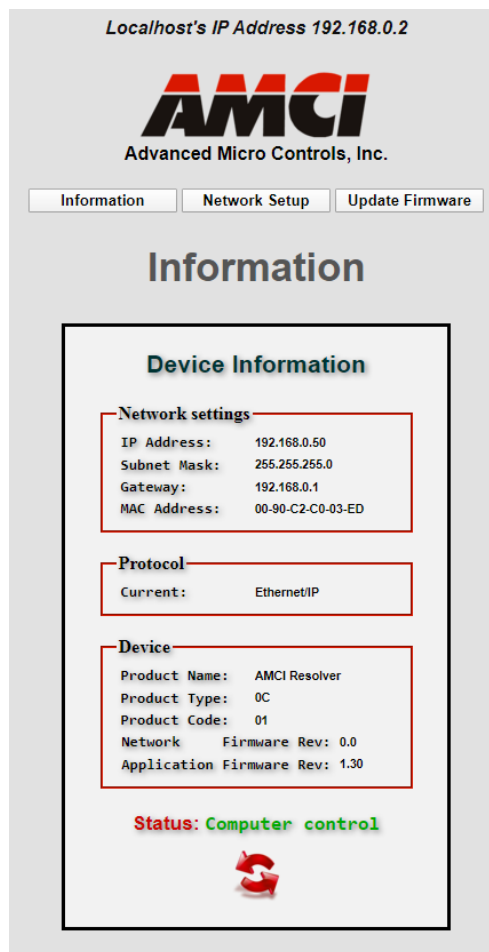 Localhost's IP Address 192.168.0.2
AMCI
Advanced Micro Controls, Inc.
Information Network Setup Update Firmware
Information
Device Information
Network settings
IP Address: 192.168.0.50
Subnet Mask: 255.255.255.0
Gateway: 192.168.0.1
MAC Address: 00-90-C2-C0-03-ED
Protocol
Current: Ethernet/IP
Device
Product Name: AMCI Resolver
Product Type: 0C
Product Code: 01
Network Firmware Rev: 0.0
Application Firmware Rev: 1.30
Status: Computer control